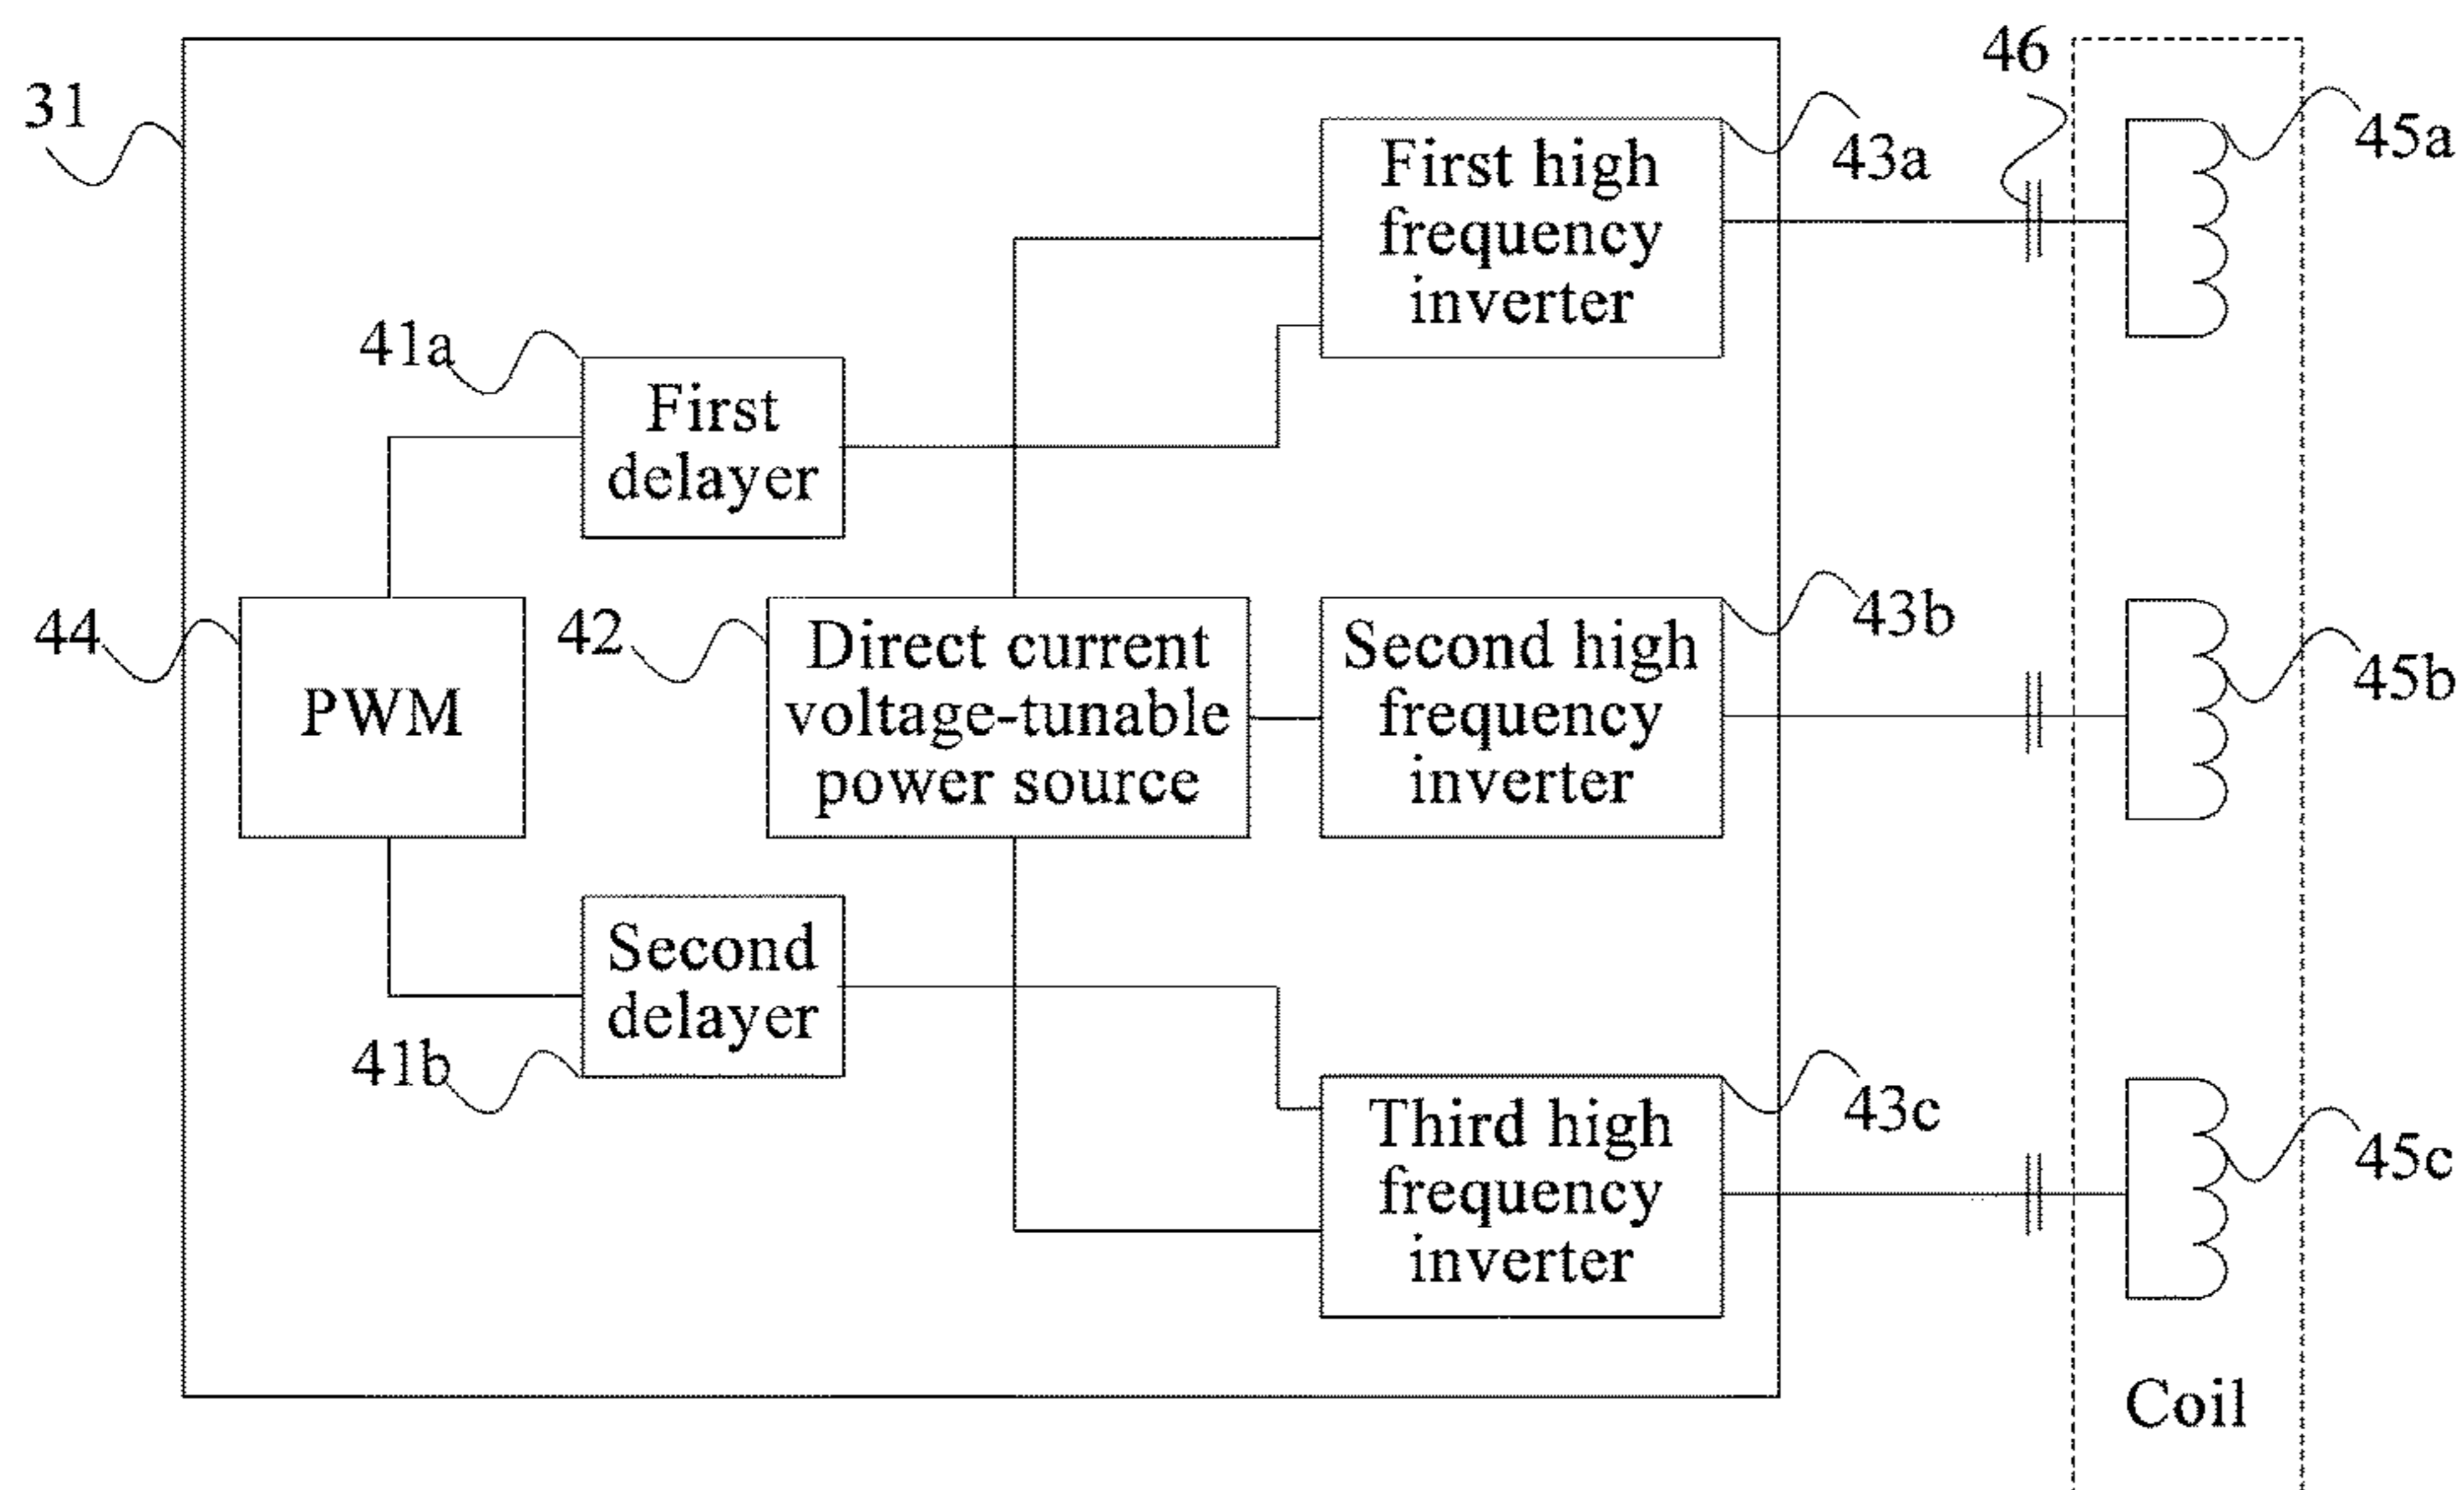 46
31
45a
First high
frequency
inverter
43a
41a
First
delayer
44
PWM
42
Direct current
voltage-tunable
power source
Second high
frequency
inverter
43b
45b
Second
delayer
41b
Third high
frequency
inverter
43c
45c
Coil